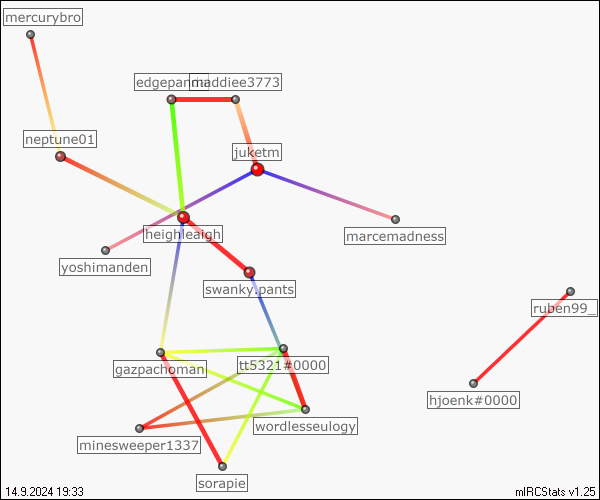 mercurybro
maddiee3773
neptune01
juketm
heighleaigh
marcemadness
yoshimanden
swanky.pants
ruben99_
gazpachoman
tt5321#0000
hjoenk#0000
wordlesseulogy
minesweeper1337
sorapie
14.9.2024 19:33
mIRCStats v1.25